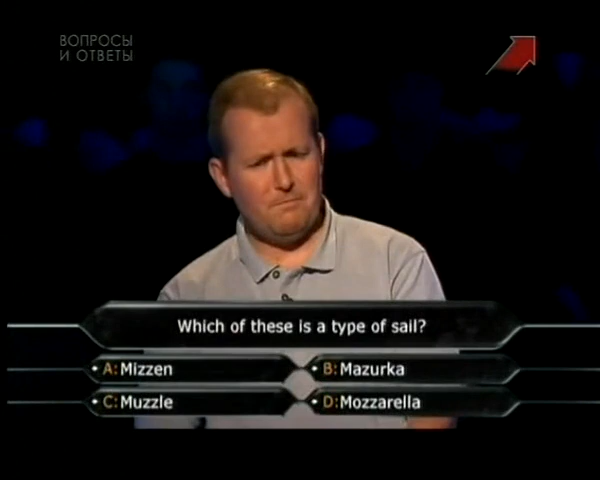 ВОПРОСЫ
И ОТВЕТЫ
Which of these is a type of sail?
A: Mizzen
B: Mazurka
C: Muzzle
D: Mozzarella